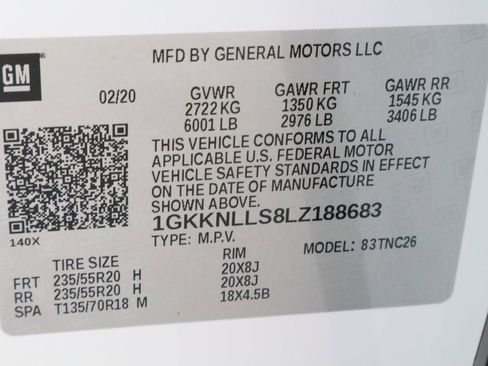 GM
MFD BY GENERAL MOTORS LLC
02/20 GVWR GAWR FRT GAWR RR
2722 KG 1350 KG 1545 KG
6001 LB 2976 LB 3406 LB
THIS VEHICLE CONFORMS TO ALL
APPLICABLE U.S. FEDERAL MOTOR
VEHICLE SAFETY STANDARDS IN EFFECT
ON THE DATE OF MANUFACTURE
SHOWN ABOVE.
1GKKNLLS8LZ188683
140X
TYPE: M.P.V. MODEL: 83TNC26
TIRE SIZE RIM
FRT 235/55R20 H 20X8J
RR 235/55R20 H 20X8J
SPA T135/70R18 M 18X4.5B